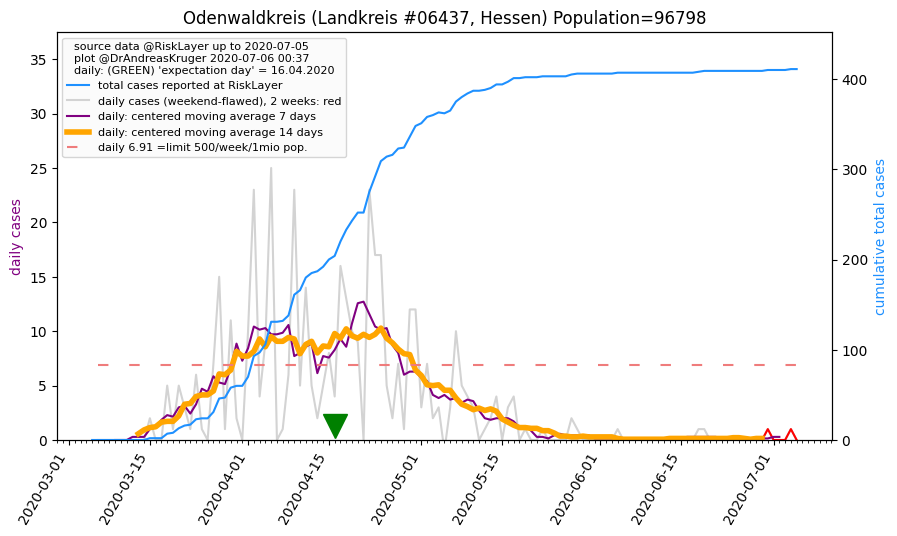 Odenwaldkreis (Landkreis #06437, Hessen) Population=96798
source data @RiskLayer up to 2020-07-05
plot @DrAndreasKruger 2020-07-06 00:37
daily: (GREEN) 'expectation day' = 16.04.2020
total cases reported at RiskLayer
daily cases (weekend-flawed), 2 weeks: red
daily: centered moving average 7 days
daily: centered moving average 14 days
daily 6.91 =limit 500/week/1mio pop.
daily cases
35
30
25
20
15
10
5
0
cumulative total cases
400
300
200
100
0
2020-03-01
2020-03-15
2020-04-01
2020-04-15
2020-05-01
2020-05-15
2020-06-01
2020-06-15
2020-07-01